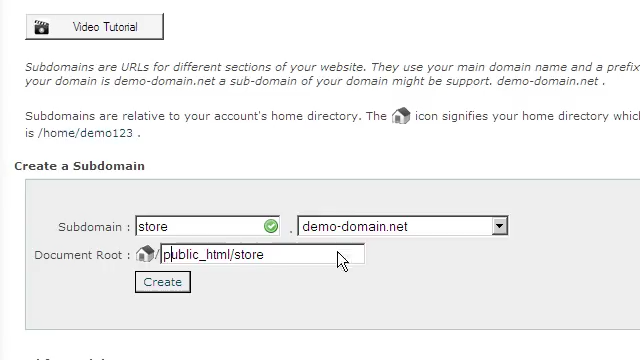 Video Tutorial
Subdomains are URLs for different sections of your website. They use your main domain name and a prefix
your domain is demo-domain.net a sub-domain of your domain might be support. demo-domain.net .
Subdomains are relative to your account's home directory. The icon signifies your home directory which
is /home/demo123 .
Create a Subdomain
Subdomain : store . demo-domain.net
Document Root : / public_html/store
Create